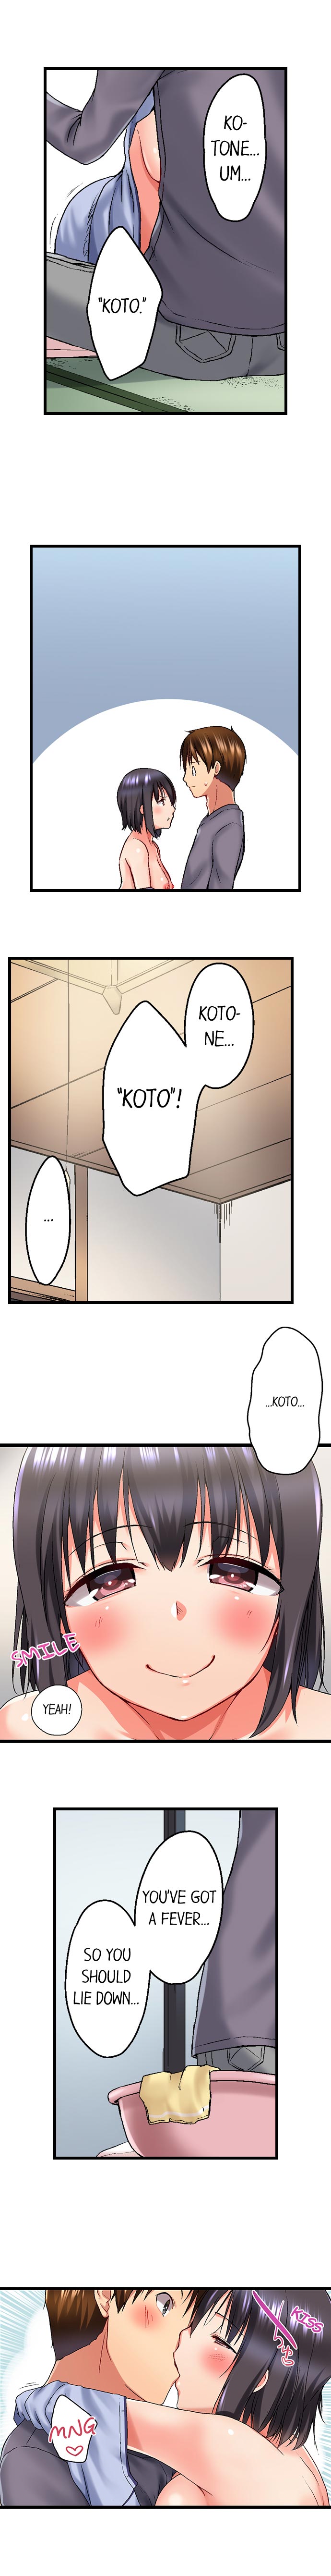 KO-
TONE...
UM...
"KOTO."
KOTO-
NE...
"KOTO"!
...
...KOTO...
SMILE
YEAH!
YOU'VE GOT
A FEVER...
SO YOU
SHOULD
LIE DOWN...
KISS
MNG